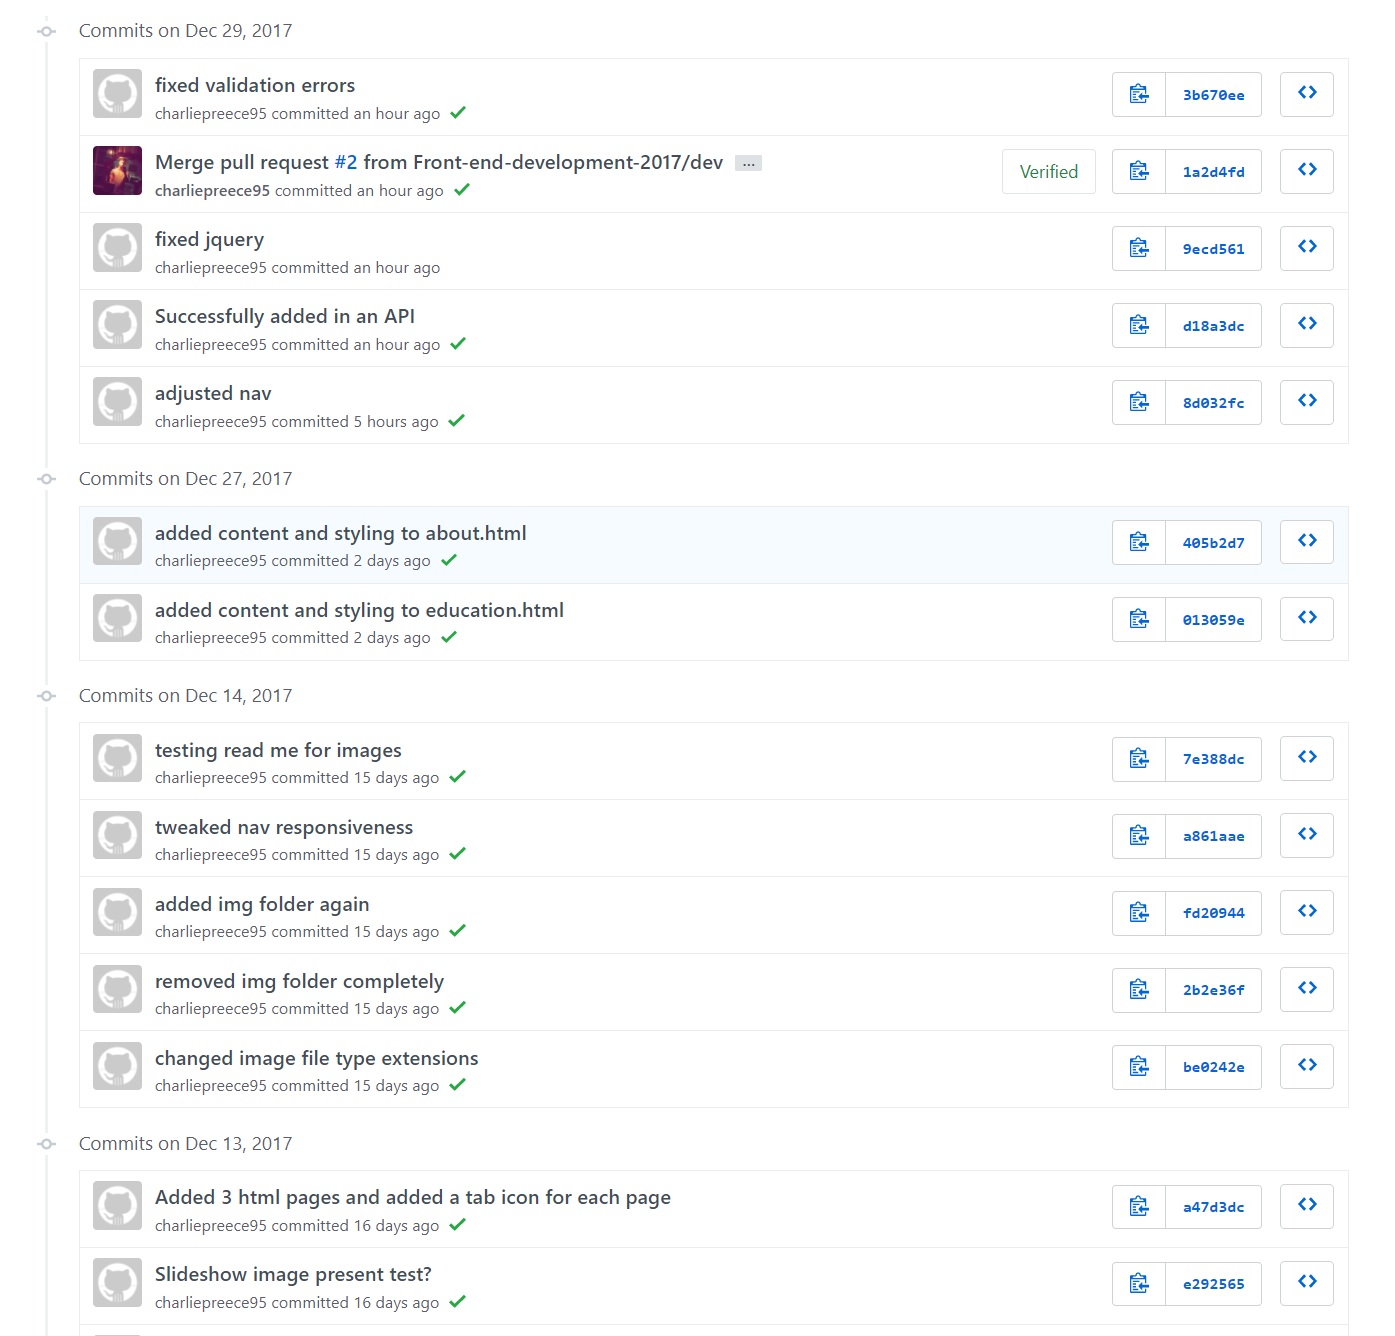 Commits on Dec 29, 2017
fixed validation errors
charliepreece95 committed an hour ago
3b670ee
Merge pull request #2 from Front-end-development-2017/dev ...
charliepreece95 committed an hour ago
Verified
1a2d4fd
fixed jquery
charliepreece95 committed an hour ago
9ecd561
Successfully added in an API
charliepreece95 committed an hour ago
d18a3dc
adjusted nav
charliepreece95 committed 5 hours ago
8d032fc
Commits on Dec 27, 2017
added content and styling to about.html
charliepreece95 committed 2 days ago
405b2d7
added content and styling to education.html
charliepreece95 committed 2 days ago
013059e
Commits on Dec 14, 2017
testing read me for images
charliepreece95 committed 15 days ago
7e388dc
tweaked nav responsiveness
charliepreece95 committed 15 days ago
a861aae
added img folder again
charliepreece95 committed 15 days ago
fd20944
removed img folder completely
charliepreece95 committed 15 days ago
2b2e36f
changed image file type extensions
charliepreece95 committed 15 days ago
be0242e
Commits on Dec 13, 2017
Added 3 html pages and added a tab icon for each page
charliepreece95 committed 16 days ago
a47d3dc
Slideshow image present test?
charliepreece95 committed 16 days ago
e292565